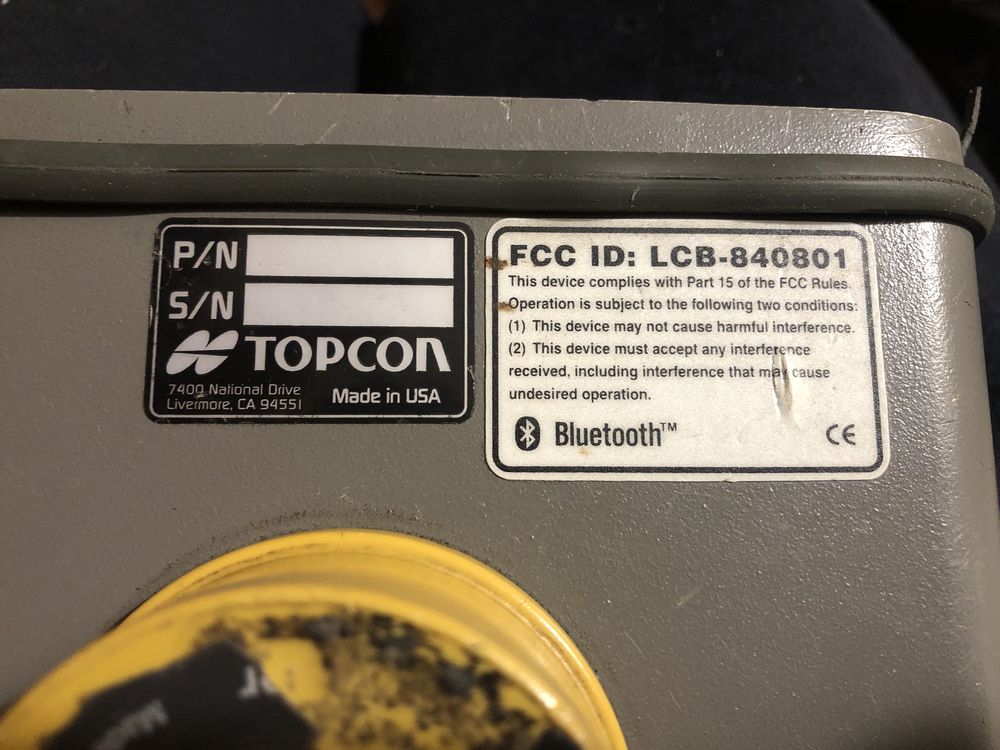 P/N
S/N
TOPCON
7400 National Drive
Livermore, CA 94551
Made in USA
FCC ID: LCB-840801
This device complies with Part 15 of the FCC Rules.
Operation is subject to the following two conditions:
(1) This device may not cause harmful interference.
(2) This device must accept any interference
received, including interference that may cause
undesired operation.
Bluetooth™
CE